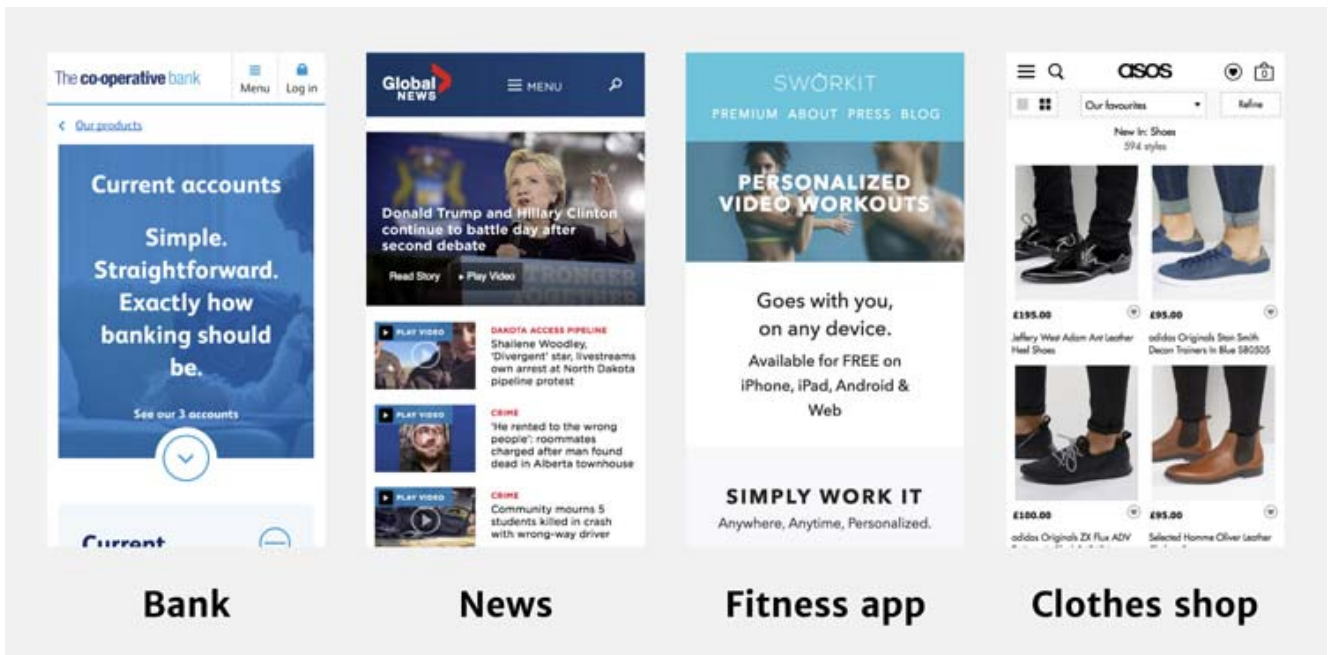 The co-operative bank
Menu
Log in
Our products
Current accounts
Simple.
Straightforward.
Exactly how
banking should
be.
See our 3 accounts
Current
Bank
Global
NEWS
MENU
Donald Trump and Hillary Clinton
continue to battle day after
second debate
Read Story
Play Video
PLAY VIDEO
DAKOTA ACCESS PIPELINE
Shailene Woodley,
'Divergent' star, livestreams
own arrest at North Dakota
pipeline protest
PLAY VIDEO
CRIME
'He rented to the wrong
people': roommates
charged after man found
dead in Alberta townhouse
PLAY VIDEO
CRIME
Community mourns 5
students killed in crash
with wrong-way driver
News
SWORKIT
PREMIUM ABOUT PRESS BLOG
PERSONALIZED
VIDEO WORKOUTS
Goes with you,
on any device.
Available for FREE on
iPhone, iPad, Android &
Web
SIMPLY WORK IT
Anywhere, Anytime, Personalized.
Fitness app
asos
0
Our favourites
Refine
New In: Shoes
594 styles
£195.00
Jeffery West Adam Ant Leather
Heel Shoes
£95.00
adidas Originals Stan Smith
Decon Trainers In Blue SB0505
£100.00
adidas Originals ZX Flux ADV
£95.00
Selected Homme Oliver Leather
Clothes shop